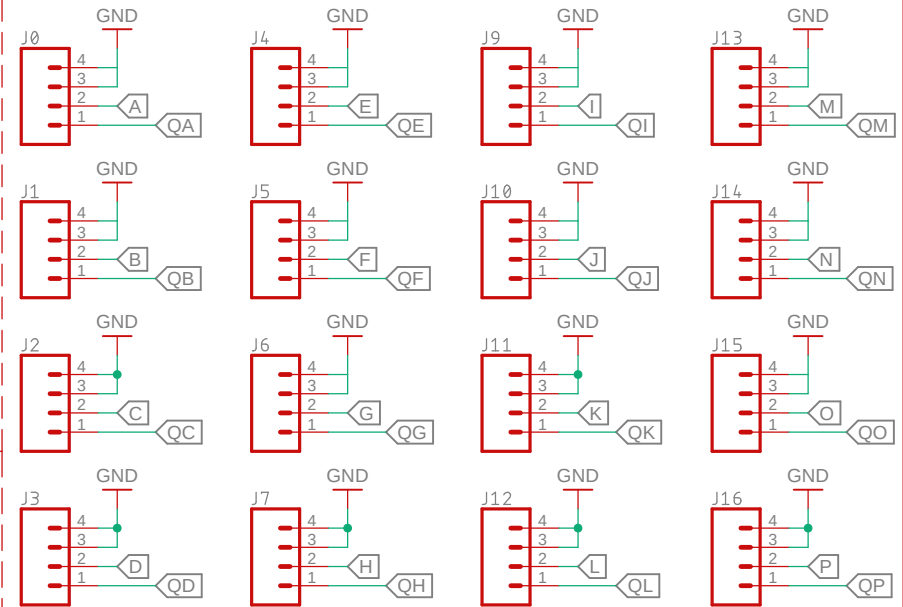 GND GND GND GND
J0 J4 J9 J13
4 4 4 4
3 3 3 3
2 A 2 E 2 I 2 M
1 QA 1 QE 1 QI 1 QM
GND GND GND GND
J1 J5 J10 J14
4 4 4 4
3 3 3 3
2 B 2 F 2 J 2 N
1 QB 1 QF 1 QJ 1 QN
GND GND GND GND
J2 J6 J11 J15
4 4 4 4
3 3 3 3
2 C 2 G 2 K 2 O
1 QC 1 QG 1 QK 1 QO
GND GND GND GND
J3 J7 J12 J16
4 4 4 4
3 3 3 3
2 D 2 H 2 L 2 P
1 QD 1 QH 1 QL 1 QP